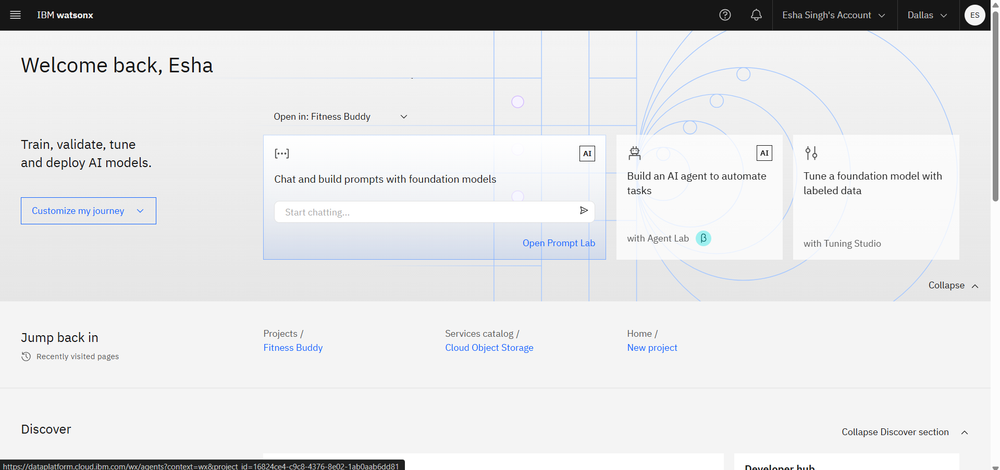 IBM watsonx
Esha Singh's Account
Dallas
ES
Welcome back, Esha
Open in: Fitness Buddy
Train, validate, tune
and deploy AI models.
Customize my journey
AI
Chat and build prompts with foundation models
Start chatting...
Open Prompt Lab
AI
Build an AI agent to automate
tasks
with Agent Lab β
Tune a foundation model with
labeled data
with Tuning Studio
Collapse
Jump back in
Recently visited pages
Projects /
Fitness Buddy
Services catalog /
Cloud Object Storage
Home /
New project
Discover
Collapse Discover section
Developer hub
https://dataplatform.cloud.ibm.com/wx/agents?context=wx&project_id=16824ce4-c9c8-4376-8e02-1ab0aab6dd81